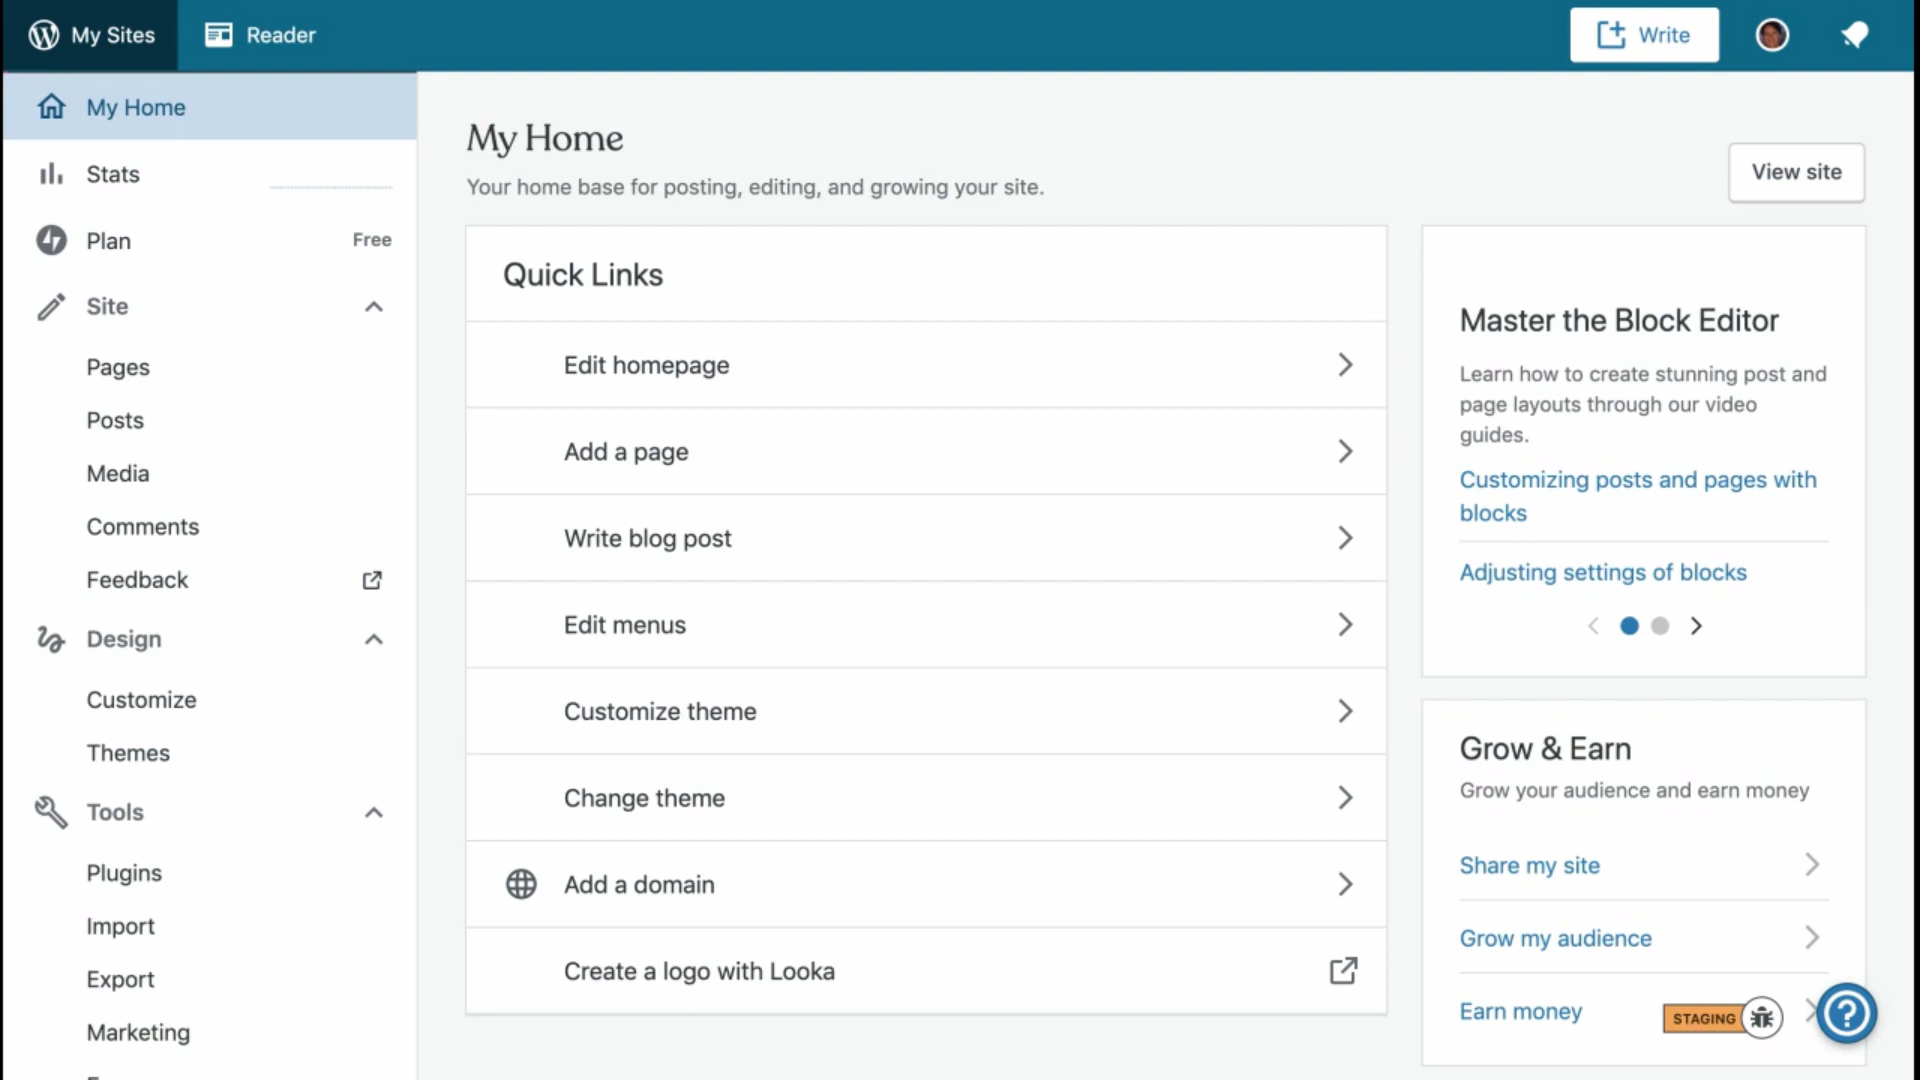 My Sites
Reader
Write
My Home
Stats
Plan
Free
Site
Pages
Posts
Media
Comments
Feedback
Design
Customize
Themes
Tools
Plugins
Import
Export
Marketing
My Home
Your home base for posting, editing, and growing your site.
View site
Quick Links
Edit homepage
Add a page
Write blog post
Edit menus
Customize theme
Change theme
Add a domain
Create a logo with Looka
Master the Block Editor
Learn how to create stunning post and
page layouts through our video
guides.
Customizing posts and pages with
blocks
Adjusting settings of blocks
Grow & Earn
Grow your audience and earn money
Share my site
Grow my audience
Earn money
STAGING